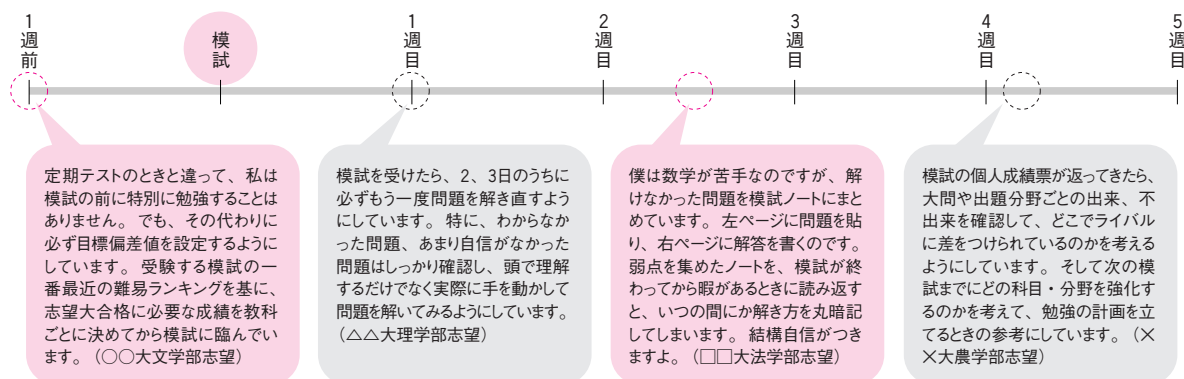 1週前
模試
1週目
2週目
3週目
4週目
5週目
定期テストのときと違って、私は
模試の前に特別に勉強することは
ありません。でも、その代わりに
必ず目標偏差値を設定するように
しています。受験する模試の一
番最近の難易ランキングを基に、
志望大合格に必要な成績を教科
ごとに決めてから模試に臨んでい
ます。（○○大文学部志望）
模試を受けたら、2、3日のうちに
必ずもう一度問題を解き直すよう
にしています。特に、わからなか
った問題、あまり自信がなかった
問題はしっかり確認し、頭で理解
するだけでなく実際に手を動かして
問題を解いてみるようにしています。
（△△大理学部志望）
僕は数学が苦手なのですが、解
けなかった問題を模試ノートにまと
めています。左ページに問題を貼
り、右ページに解答を書くのです。
弱点を集めたノートを、模試が終
わってから暇があるときに読み返す
と、いつの間にか解き方を丸暗記
してしまいます。結構自信がつき
ますよ。（□□大法学部志望）
模試の個人成績票が返ってきたら、
大問や出題分野ごとの出来、不
出来を確認して、どこでライバル
に差をつけられているのかを考える
ようにしています。そして次の模
試までにどの科目・分野を強化す
るのかを考えて、勉強の計画を立
てるときの参考にしています。（×
×大農学部志望）